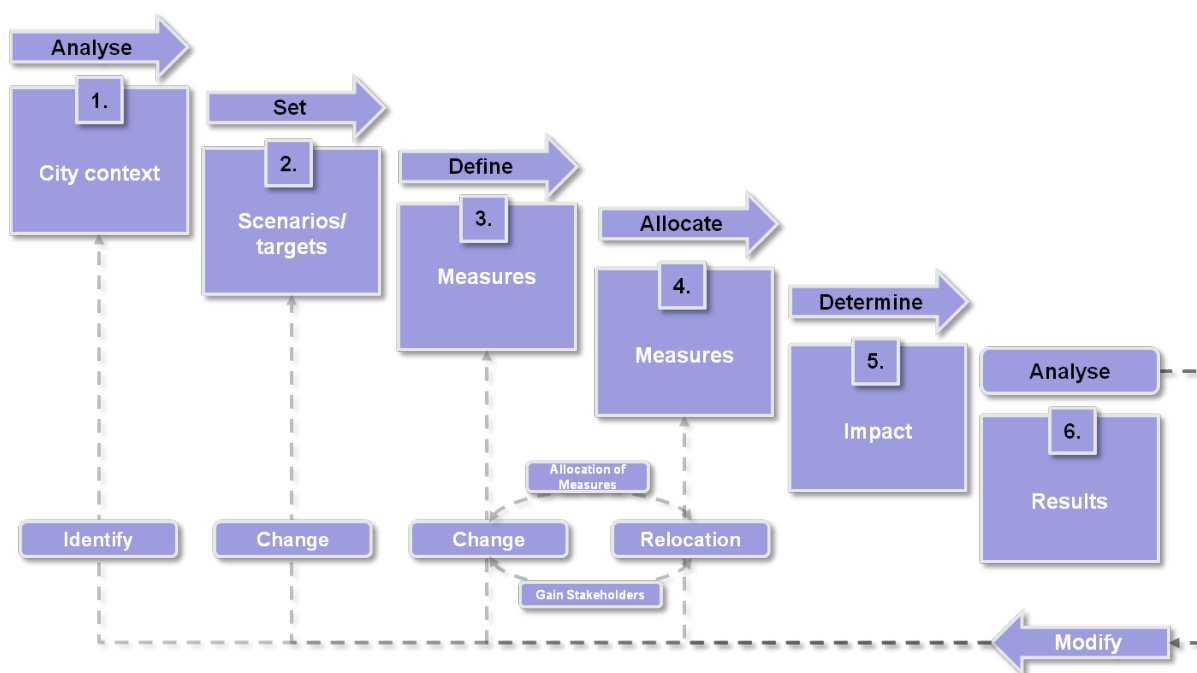 Analyse
1.
City context
Set
2.
Scenarios/
targets
Define
3.
Measures
Allocate
4.
Measures
Determine
5.
Impact
Analyse
6.
Results
Allocation of
Measures
Identify
Change
Change
Relocation
Gain Stakeholders
Modify